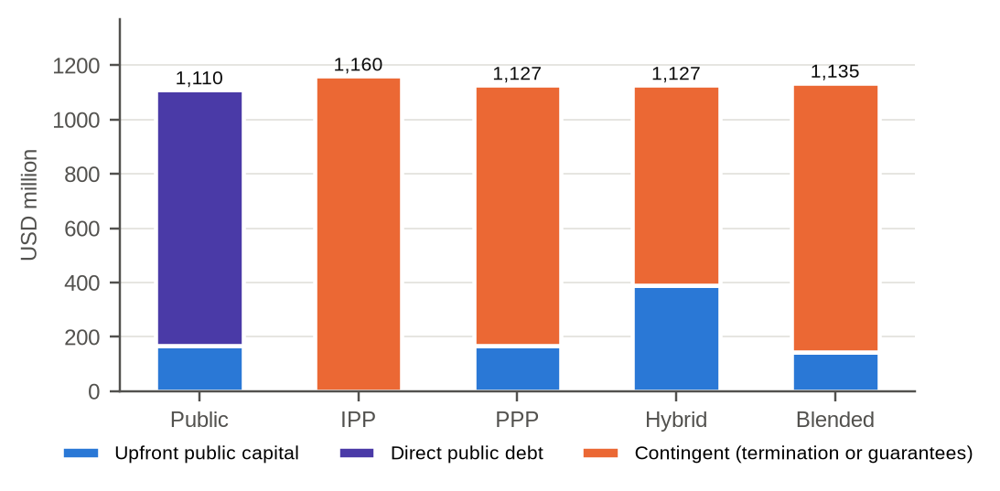 1,110
1,160
1,127
1,127
1,135
USD million
1200
1000
800
600
400
200
0
Public
IPP
PPP
Hybrid
Blended
Upfront public capital
Direct public debt
Contingent (termination or guarantees)